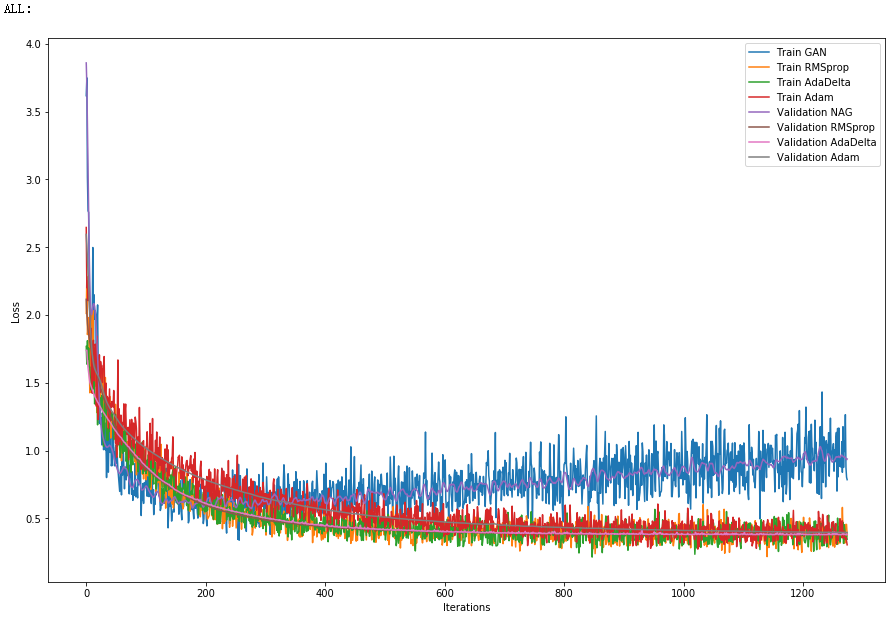 ALL:
4.0
3.5
3.0
2.5
2.0
1.5
1.0
0.5
Loss
0 200 400 600 800 1000 1200
Iterations
Train GAN
Train RMSprop
Train AdaDelta
Train Adam
Validation NAG
Validation RMSprop
Validation AdaDelta
Validation Adam